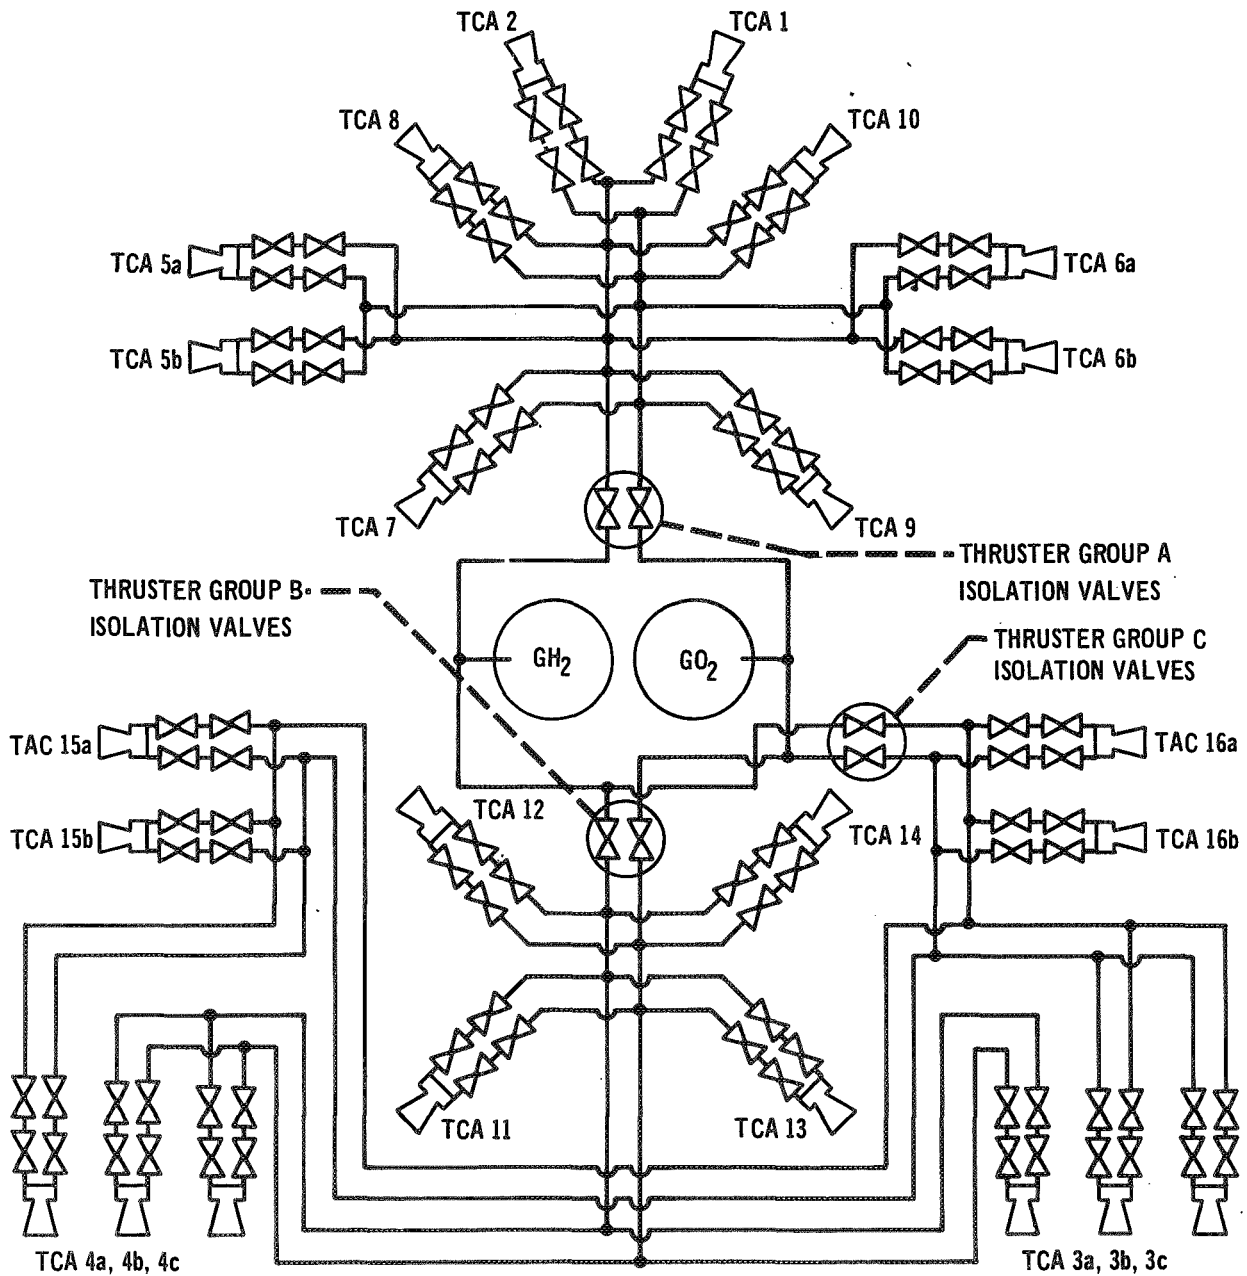 TCA 2
TCA 1
TCA 8
TCA 10
TCA 5a
TCA 6a
TCA 5b
TCA 6b
TCA 7
TCA 9
THRUSTER GROUP A
ISOLATION VALVES
THRUSTER GROUP B
ISOLATION VALVES
THRUSTER GROUP C
ISOLATION VALVES
GH2
GO2
TAC 15a
TAC 16a
TCA 12
TCA 14
TCA 15b
TCA 16b
TCA 11
TCA 13
TCA 4a, 4b, 4c
TCA 3a, 3b, 3c